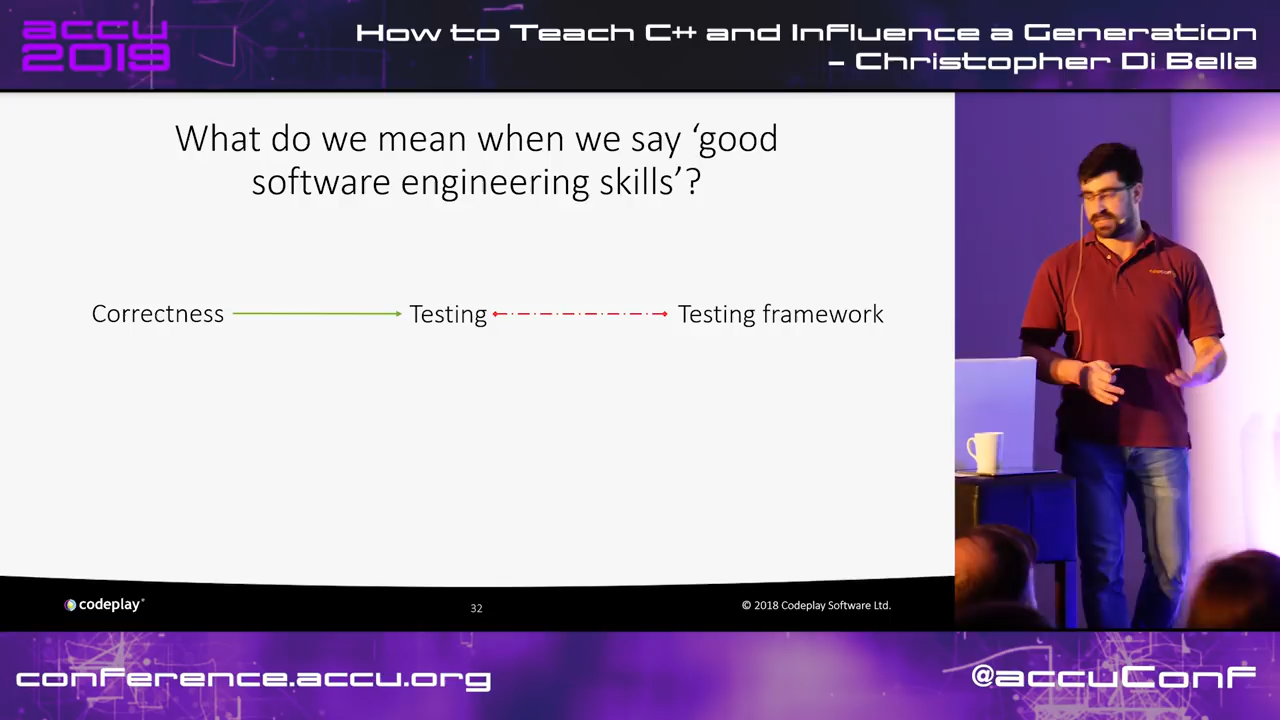 accu
2019
How to Teach C++ and Influence a Generation
– Christopher Di Bella
What do we mean when we say ‘good
software engineering skills’?
Correctness
Testing
Testing framework
codeplay®
32
© 2018 Codeplay Software Ltd.
conference.accu.org
@accuConf